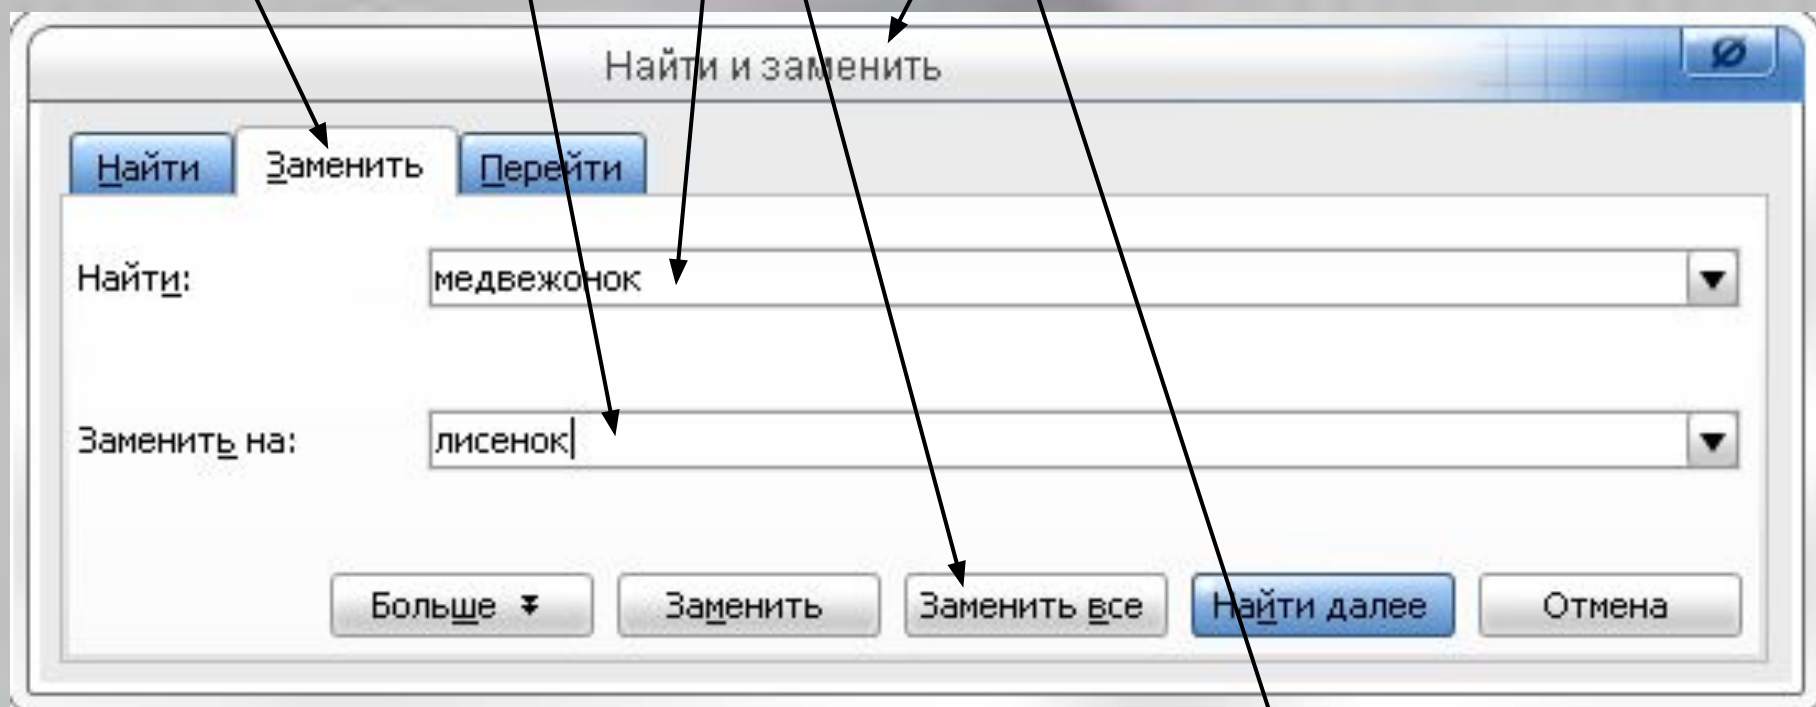 Найти и заменить
Найти Заменить Перейти
Найти: медвежонок
Заменить на: лисенок
Больше Заменить Заменить все Найти далее Отмена